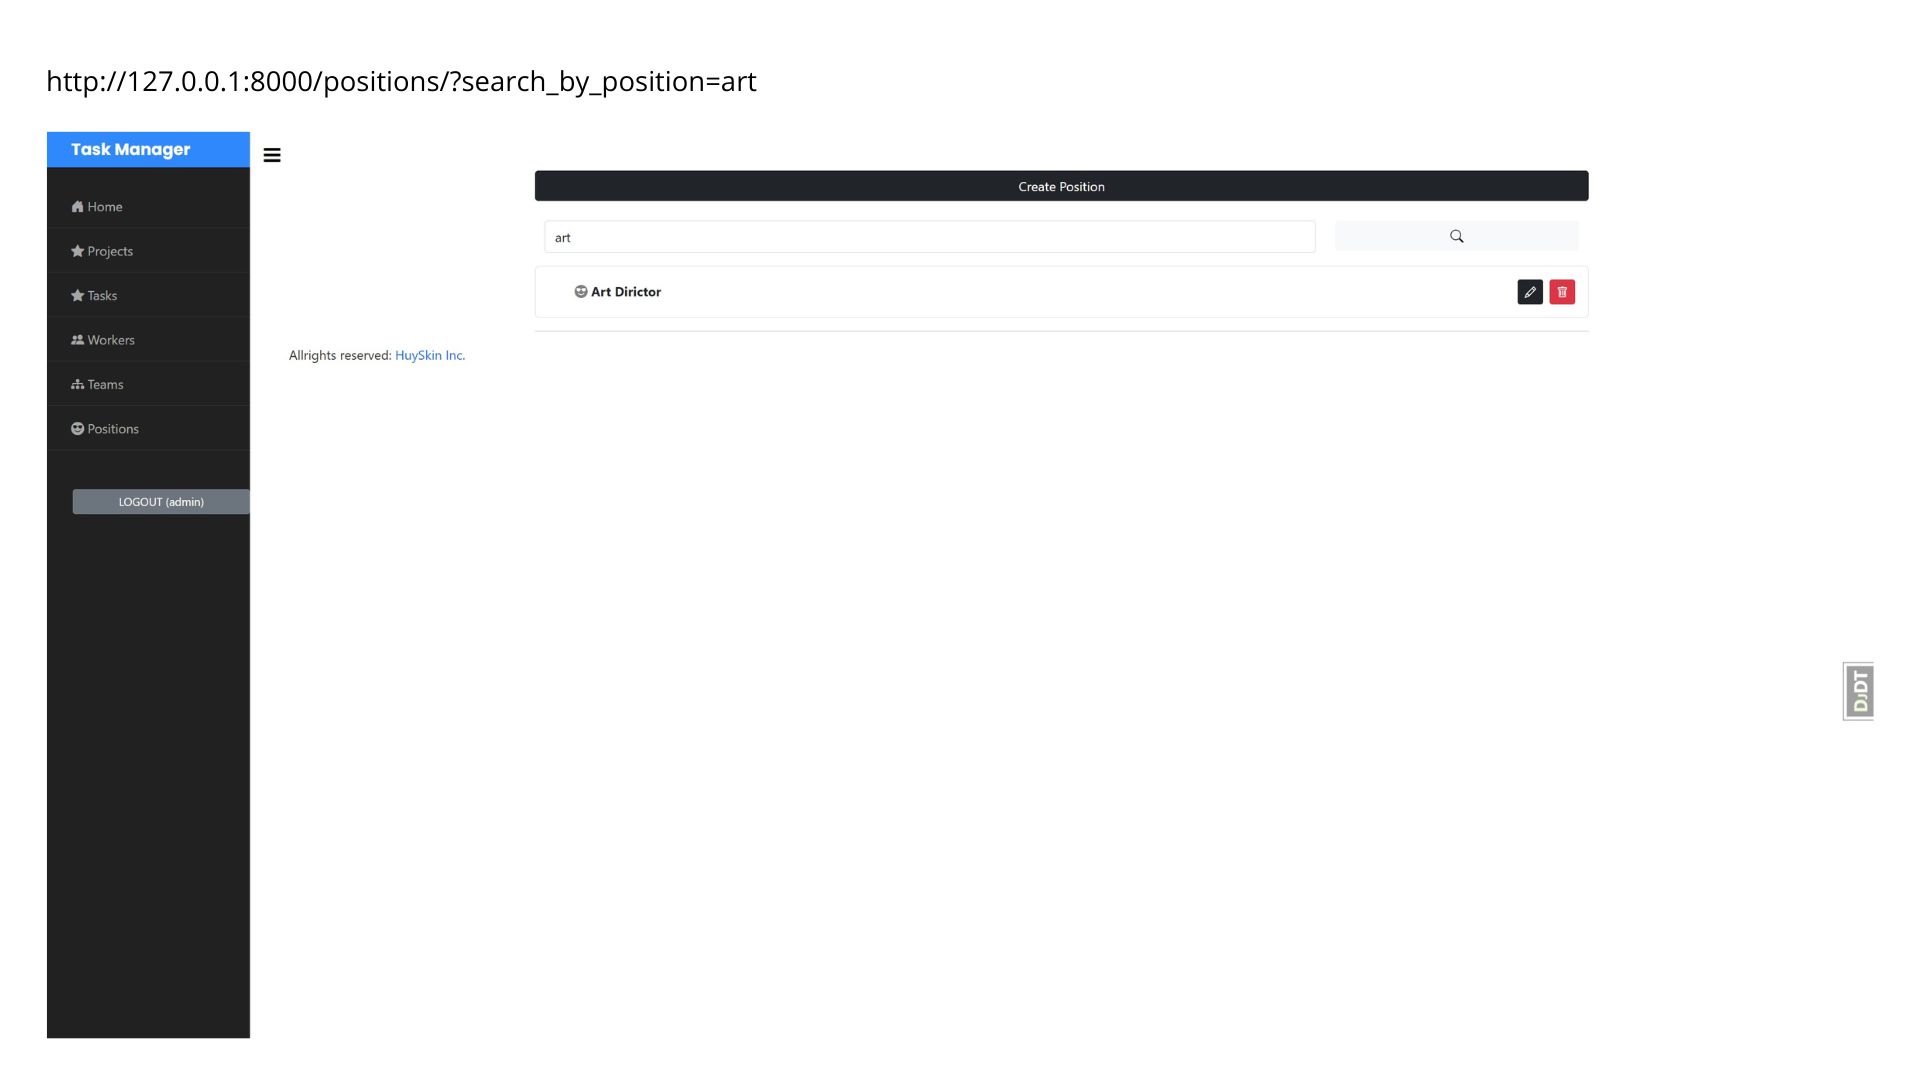 http://127.0.0.1:8000/positions/?search_by_position=art
Task Manager
Create Position
Home
art
Projects
Art Dirictor
Tasks
Workers
Allrights reserved: HuySkin Inc.
Teams
Positions
LOGOUT (admin)
DJDT